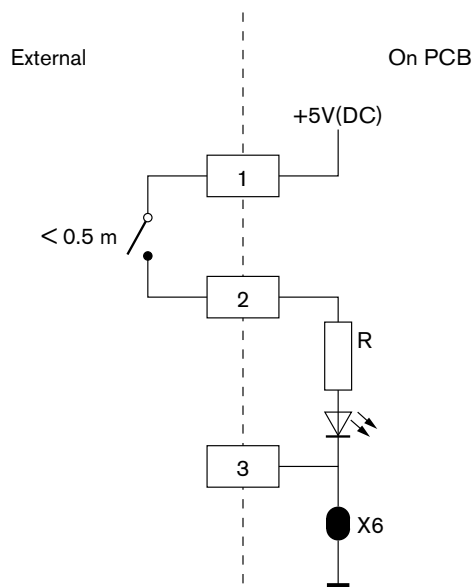 External
On PCB
+5V(DC)
1
< 0.5 m
2
R
3
X6